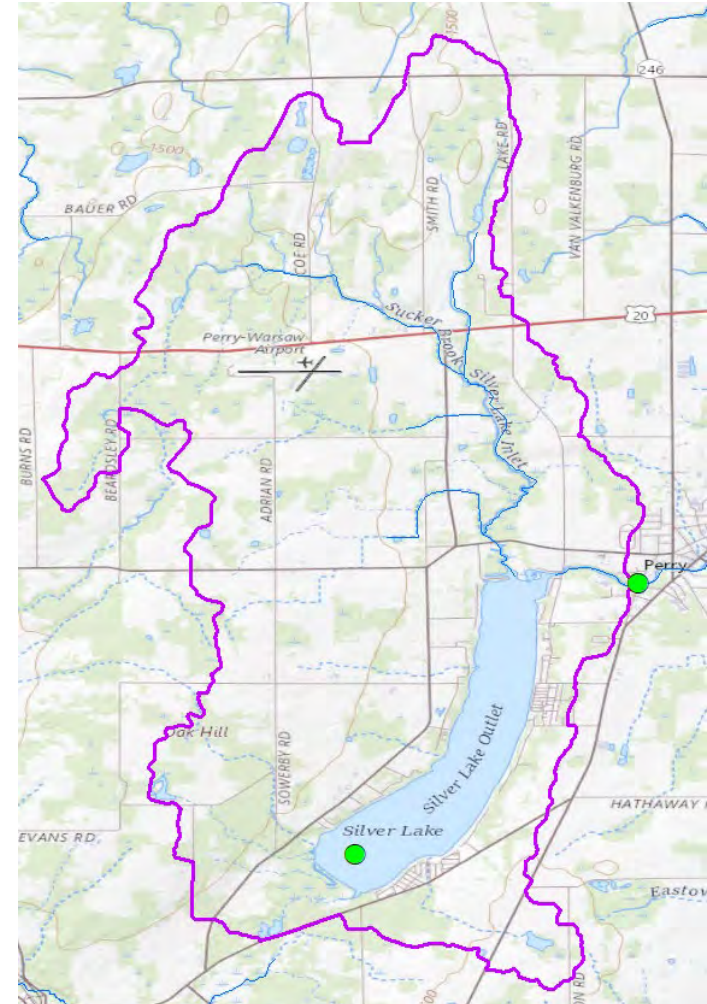 1500
246
LAKE RD
1500
SMITH RD
VAN VALKENBURG RD
BAUER RD
COE RD
Sucker Brook
20
Perry-Warsaw
Airport
Silver Lake Inlet
BURNS RD
BEARDSLEY RD
ADRIAN RD
Perry
Oak Hill
SOWERBY RD
Silver Lake Outlet
HATHAWAY
Silver Lake
EVANS RD